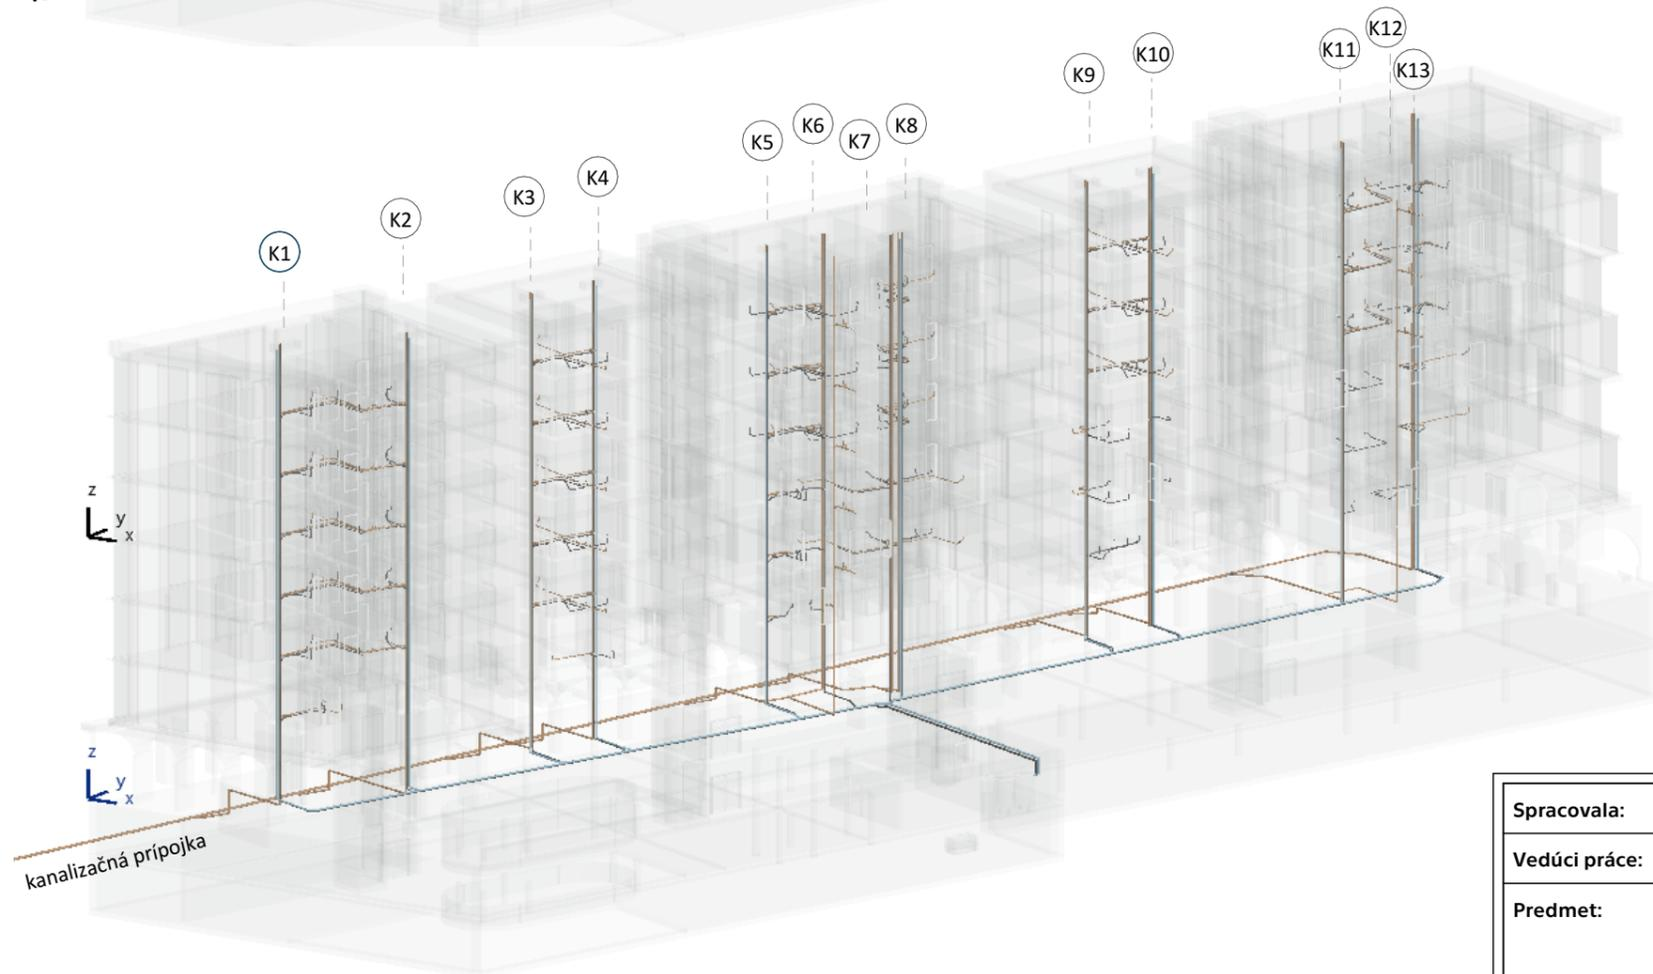 K12
K11
K10
K13
K9
K6
K8
K5
K7
K4
K3
K2
K1
z
y
x
z
y
x
kanalizačná prípojka
Spracovala:
Vedúci práce:
Predmet: